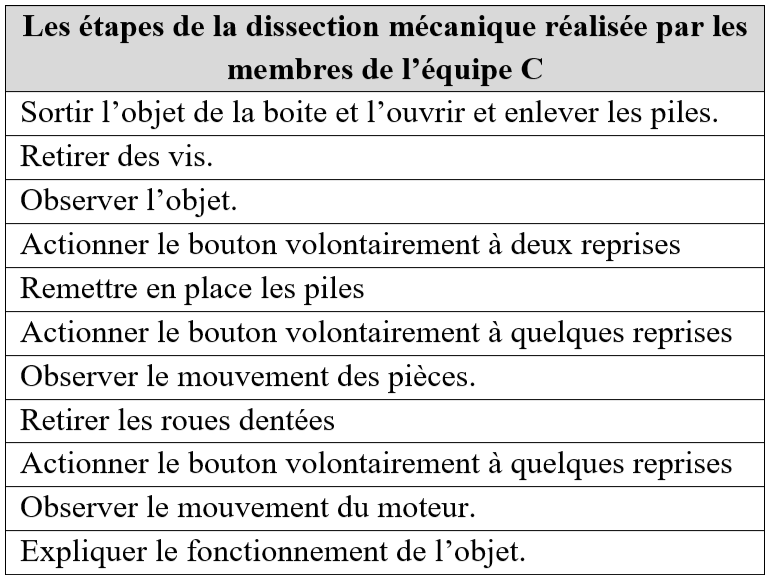 Les étapes de la dissection mécanique réalisée par les
membres de l’équipe C
Sortir l’objet de la boite et l’ouvrir et enlever les piles.
Retirer des vis.
Observer l’objet.
Actionner le bouton volontairement à deux reprises
Remettre en place les piles
Actionner le bouton volontairement à quelques reprises
Observer le mouvement des pièces.
Retirer les roues dentées
Actionner le bouton volontairement à quelques reprises
Observer le mouvement du moteur.
Expliquer le fonctionnement de l’objet.